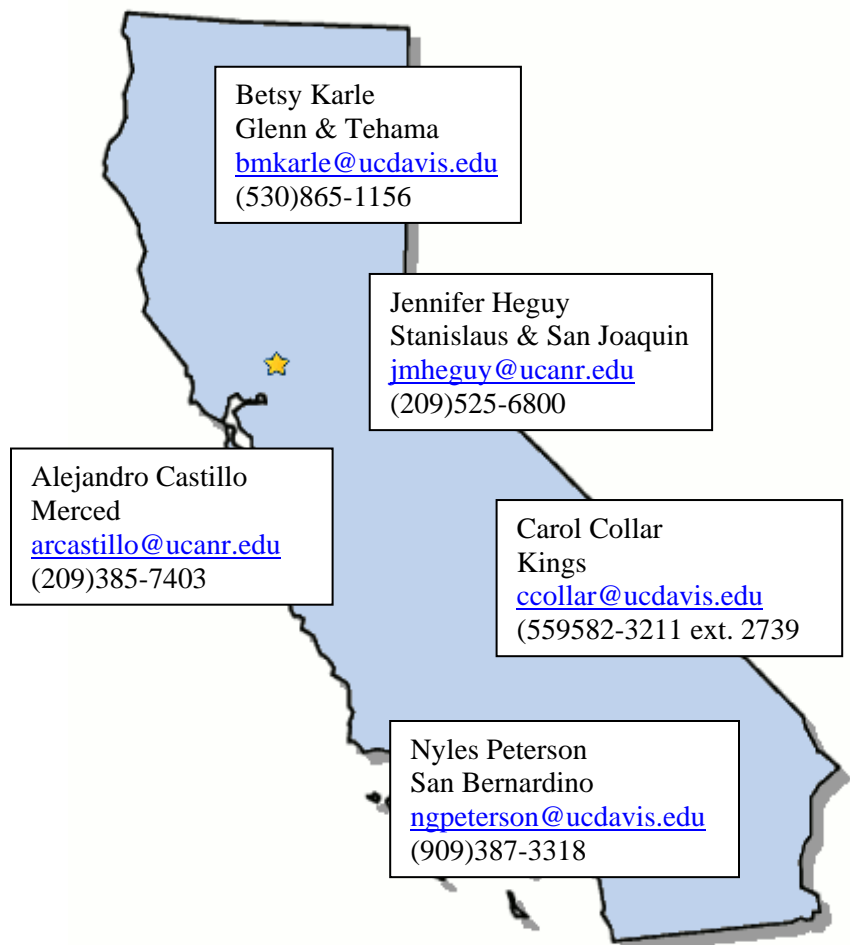 Betsy Karle
Glenn & Tehama
bmkarle@ucdavis.edu
(530)865-1156
Jennifer Heguy
Stanislaus & San Joaquin
jmheguy@ucanr.edu
(209)525-6800
Alejandro Castillo
Merced
arcastillo@ucanr.edu
(209)385-7403
Carol Collar
Kings
ccollar@ucdavis.edu
(559582-3211 ext. 2739
Nyles Peterson
San Bernardino
ngpeterson@ucdavis.edu
(909)387-3318